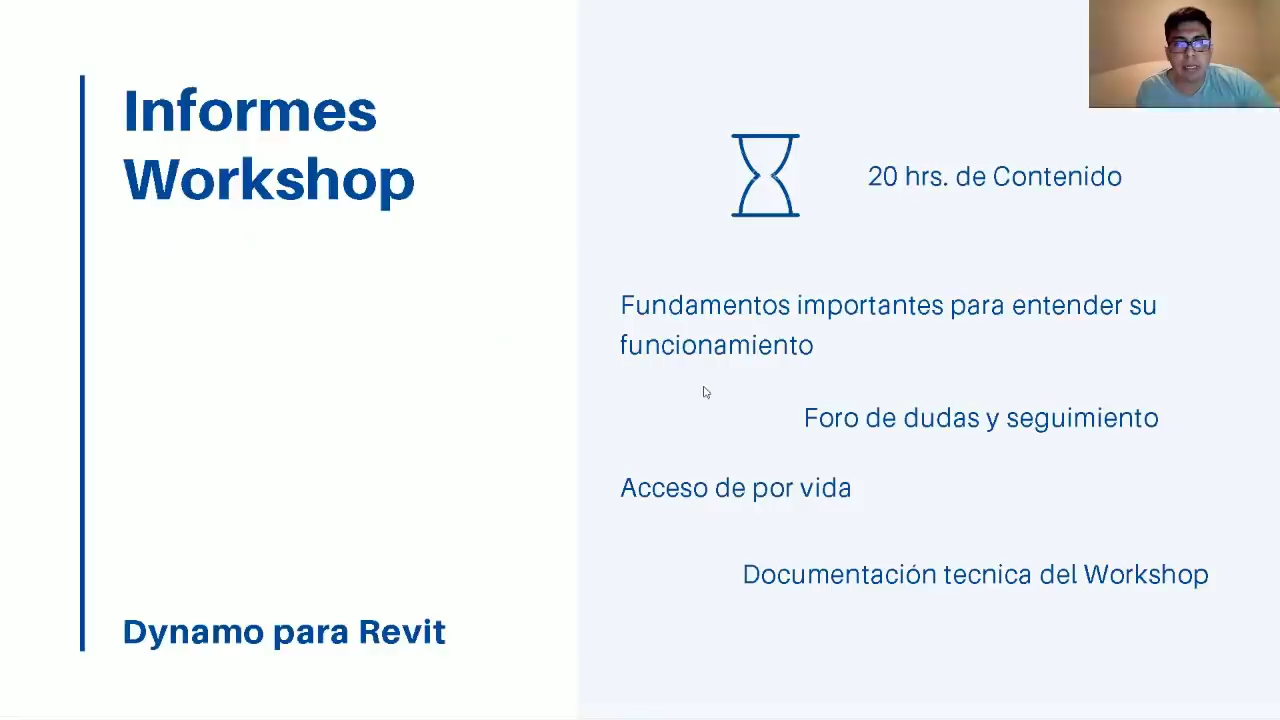 Informes
Workshop
20 hrs. de Contenido
Fundamentos importantes para entender su
funcionamiento
Foro de dudas y seguimiento
Acceso de por vida
Documentación tecnica del Workshop
Dynamo para Revit